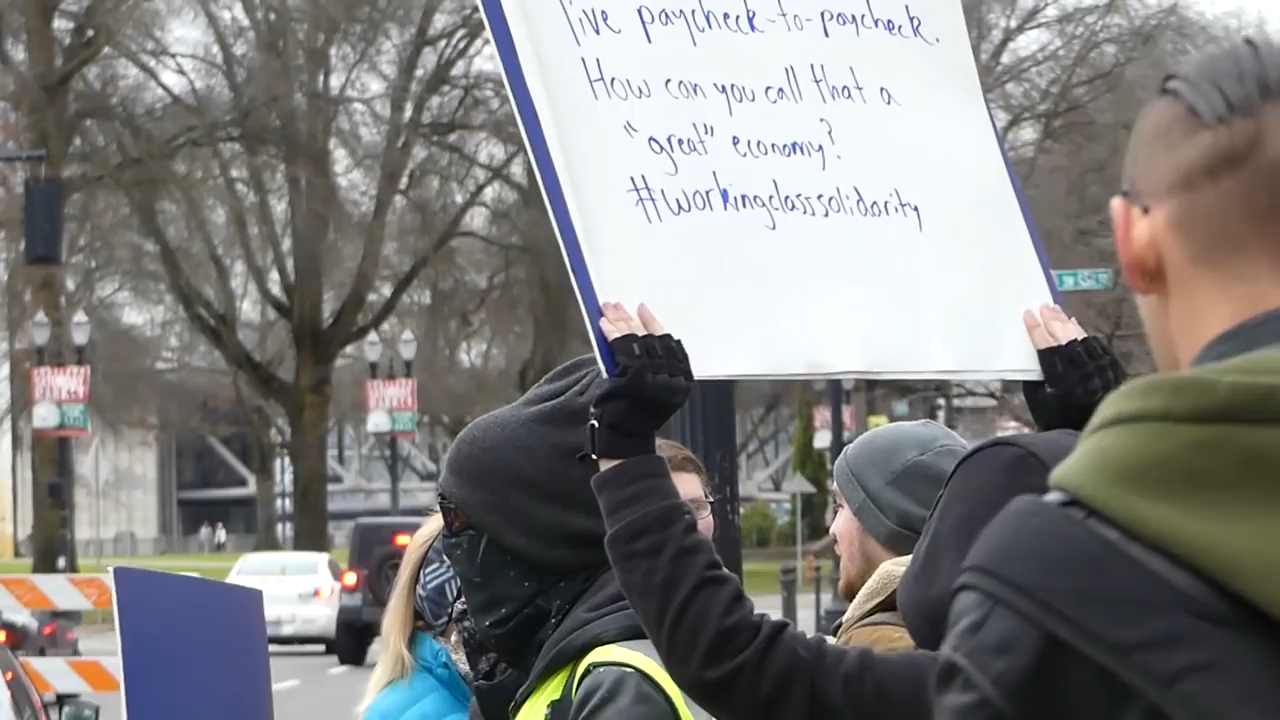 live paycheck-to-paycheck.
How can you call that a
"great" economy?
#workingclasssolidarity